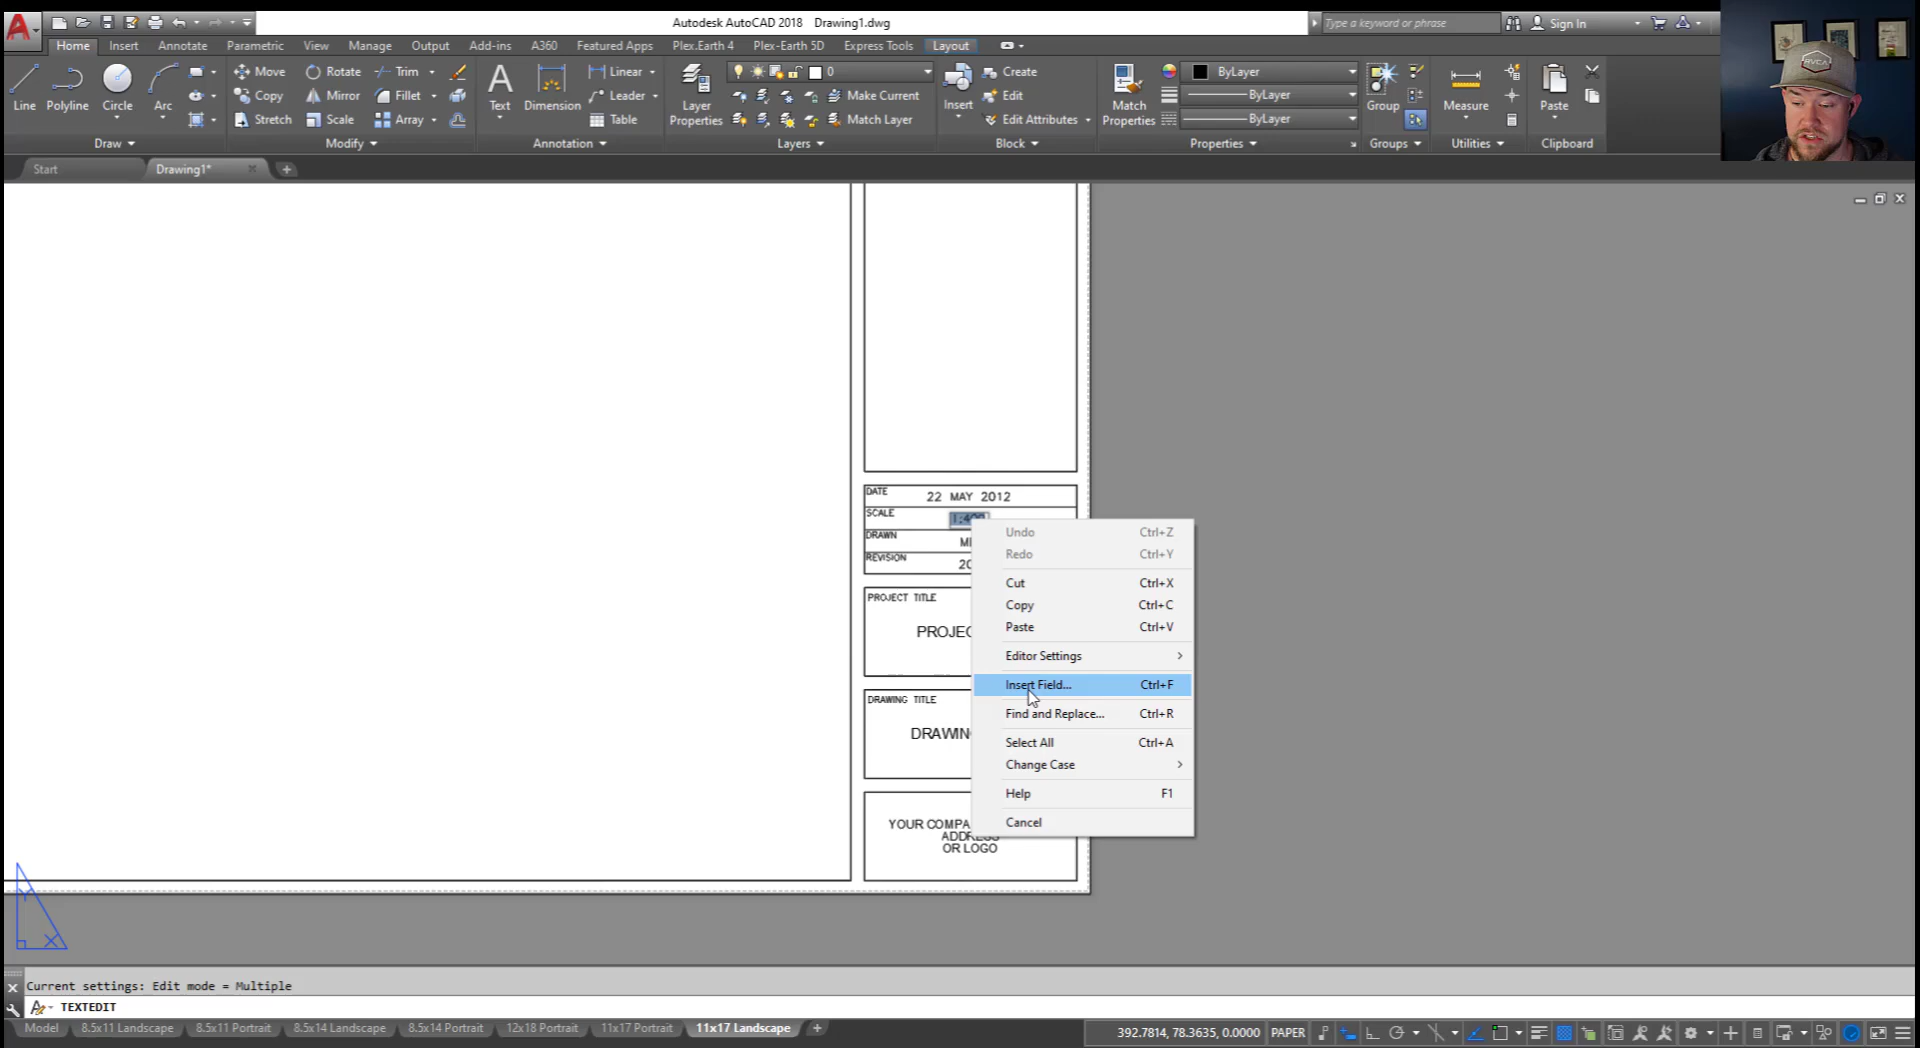 Autodesk AutoCAD 2018 Drawing1.dwg
Type a keyword or phrase
Sign In
Home Insert Annotate Parametric View Manage Output Add-ins A360 Featured Apps Plex.Earth 4 Plex-Earth 5D Express Tools Layout
Line Polyline Circle Arc
Move Rotate Trim
Copy Mirror Fillet
Stretch Scale Array
Text Dimension
Linear
Leader
Table
Layer Properties
0
Make Current
Match Layer
Insert
Create
Edit
Edit Attributes
Match Properties
ByLayer
ByLayer
ByLayer
Group
Measure
Paste
Draw Modify Annotation Layers Block Properties Groups Utilities Clipboard
Start Drawing1*
RVCA
DATE 22 MAY 2012
SCALE
DRAWN
REVISION
PROJECT TITLE
PROJEC
DRAWING TITLE
DRAWIN
YOUR COMPA
ADDRESS
OR LOGO
Undo Ctrl+Z
Redo Ctrl+Y
Cut Ctrl+X
Copy Ctrl+C
Paste Ctrl+V
Editor Settings
Insert Field... Ctrl+F
Find and Replace... Ctrl+R
Select All Ctrl+A
Change Case
Help F1
Cancel
Y
X
Current settings: Edit mode = Multiple
TEXTEDIT
Model 8.5x11 Landscape 8.5x11 Portrait 8.5x14 Landscape 8.5x14 Portrait 12x18 Portrait 11x17 Portrait 11x17 Landscape
392.7814, 78.3635, 0.0000 PAPER